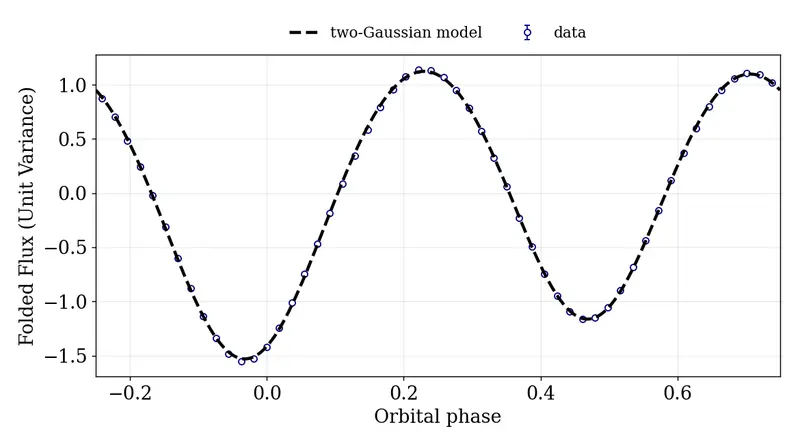 two-Gaussian model
data
Folded Flux (Unit Variance)
1.0
0.5
0.0
−0.5
−1.0
−1.5
−0.2 0.0 0.2 0.4 0.6
Orbital phase